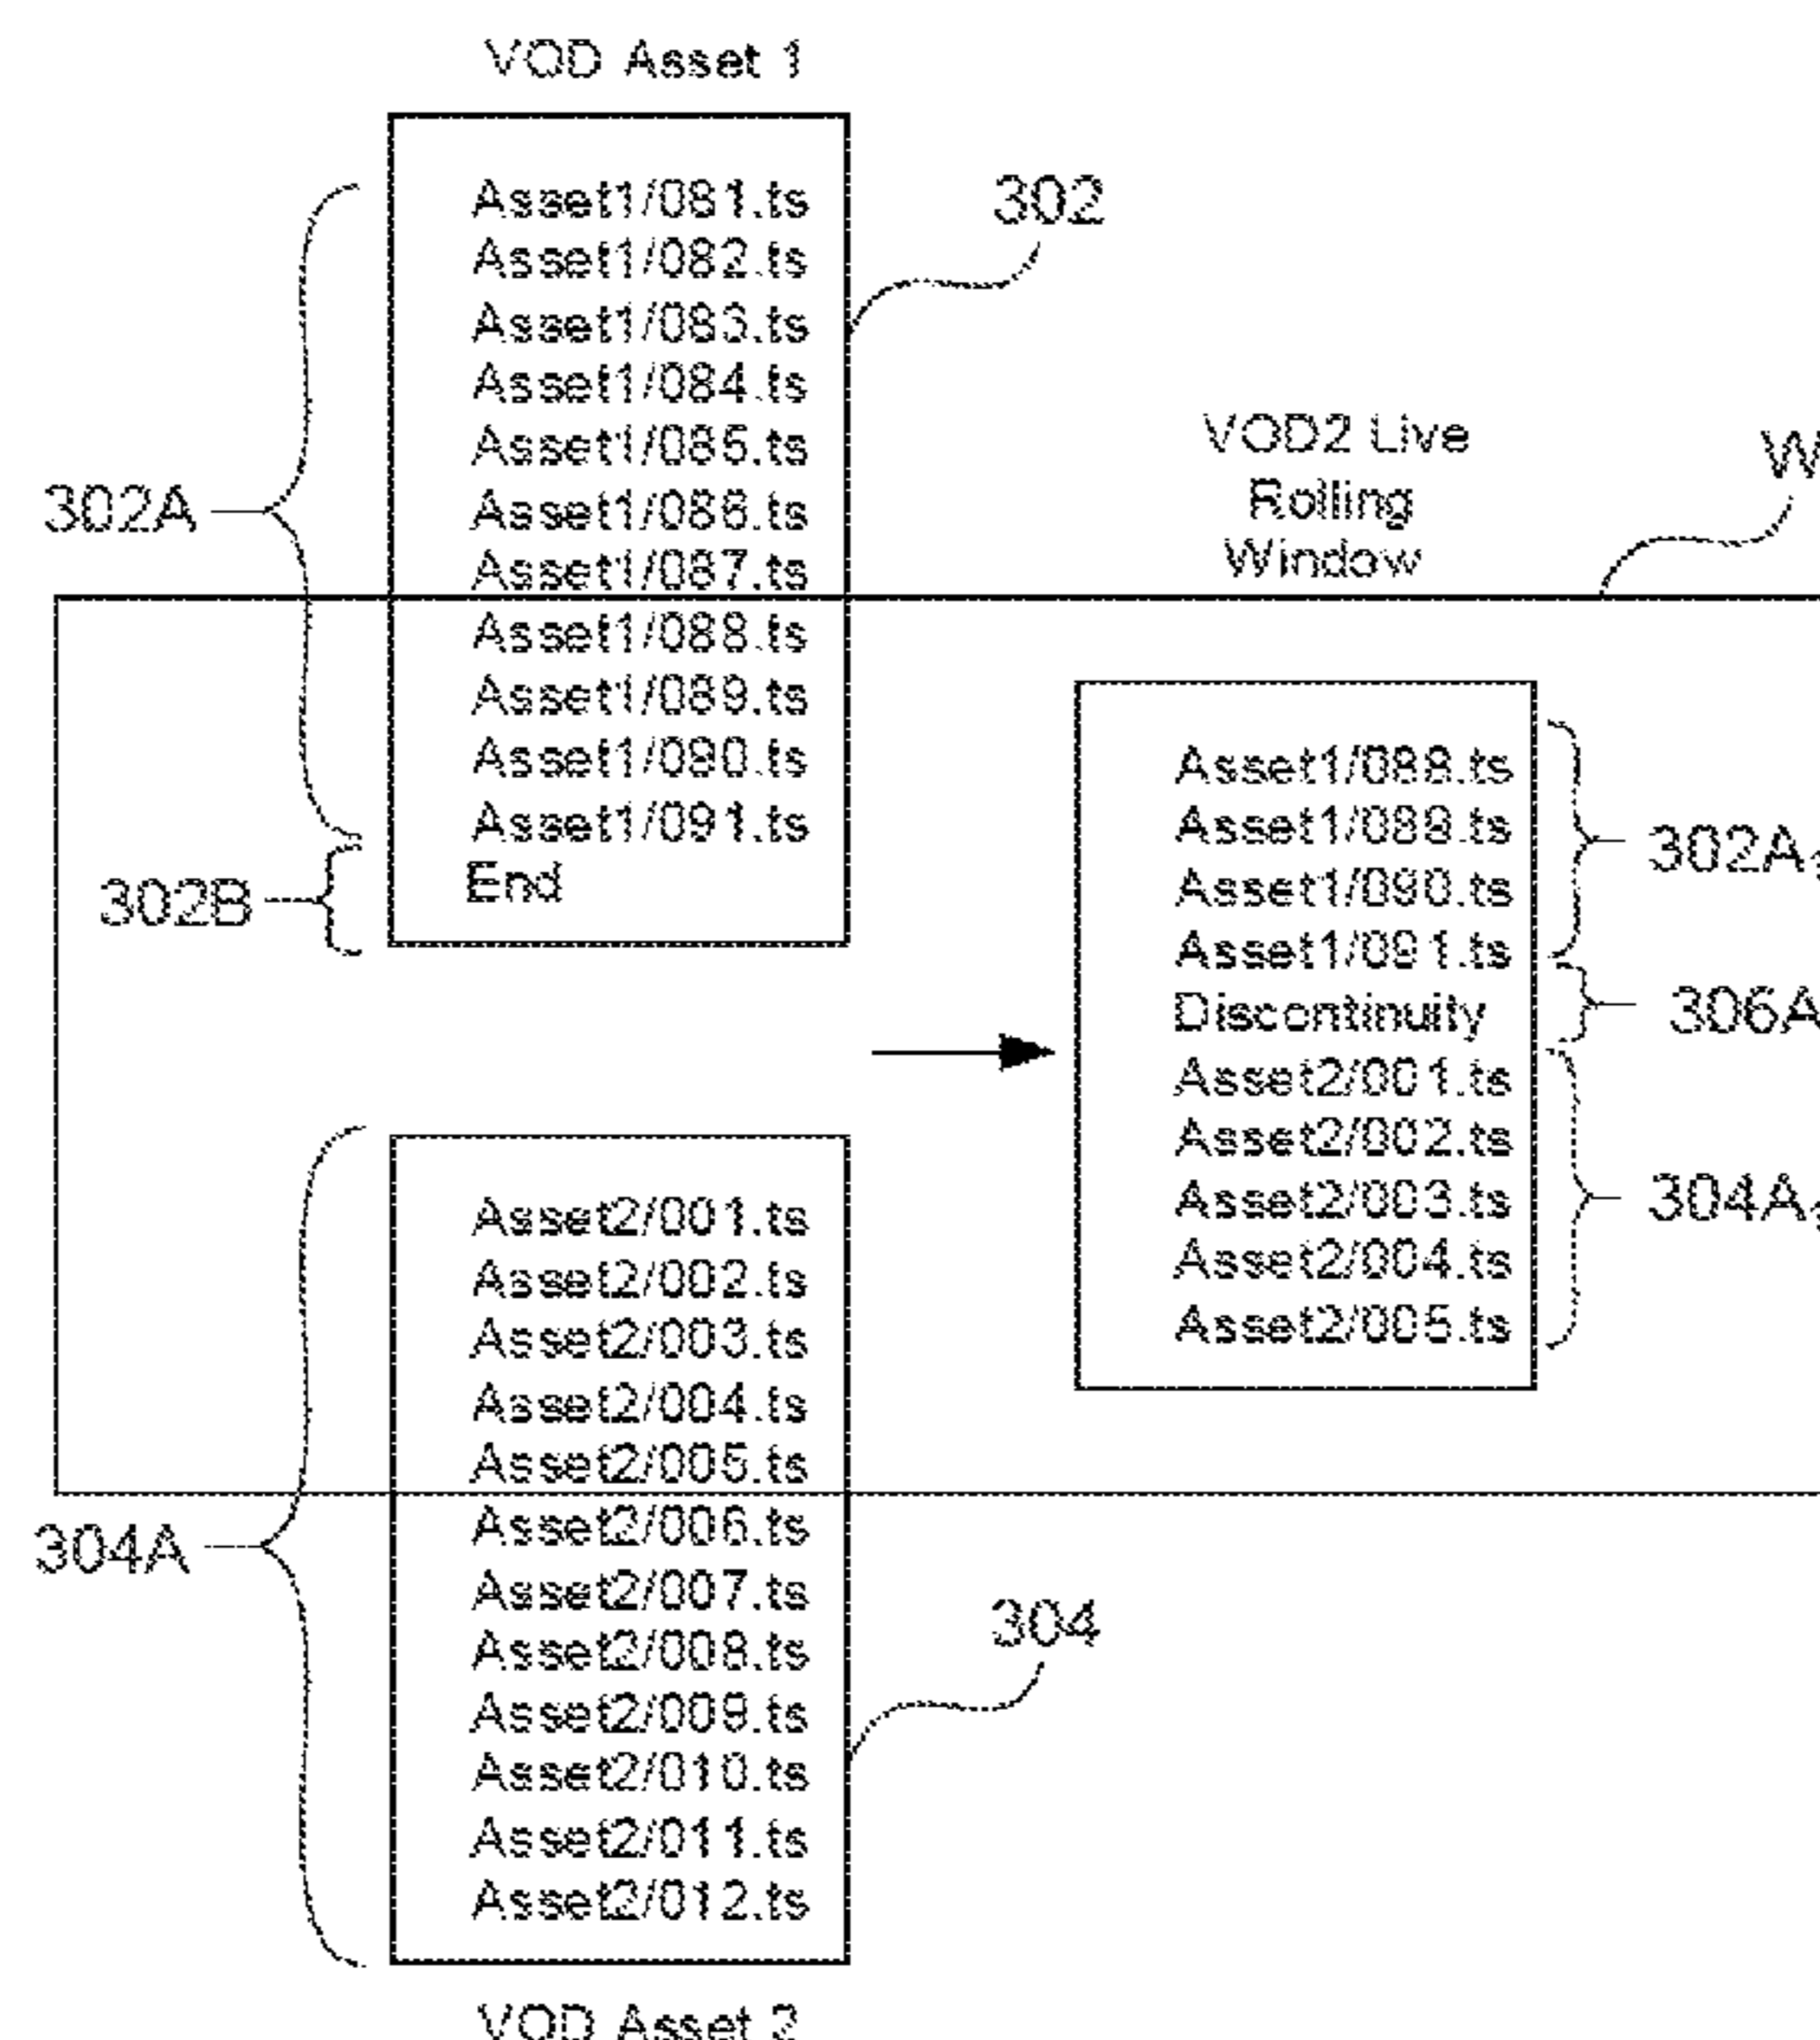 VOD Asset 1
Asset1/081.ts
Asset1/082.ts
Asset1/083.ts
Asset1/084.ts
Asset1/085.ts
Asset1/086.ts
Asset1/087.ts
Asset1/088.ts
Asset1/089.ts
Asset1/090.ts
Asset1/091.ts
End
302
302A
302B
VOD2 Live
Rolling
Window
W
Asset1/088.ts
Asset1/089.ts
Asset1/090.ts
Asset1/091.ts
Discontinuity
Asset2/001.ts
Asset2/002.ts
Asset2/003.ts
Asset2/004.ts
Asset2/005.ts
302A
306A
304A
Asset2/001.ts
Asset2/002.ts
Asset2/003.ts
Asset2/004.ts
Asset2/005.ts
Asset2/006.ts
Asset2/007.ts
Asset2/008.ts
Asset2/009.ts
Asset2/010.ts
Asset2/011.ts
Asset2/012.ts
304A
304
VOD Asset 2